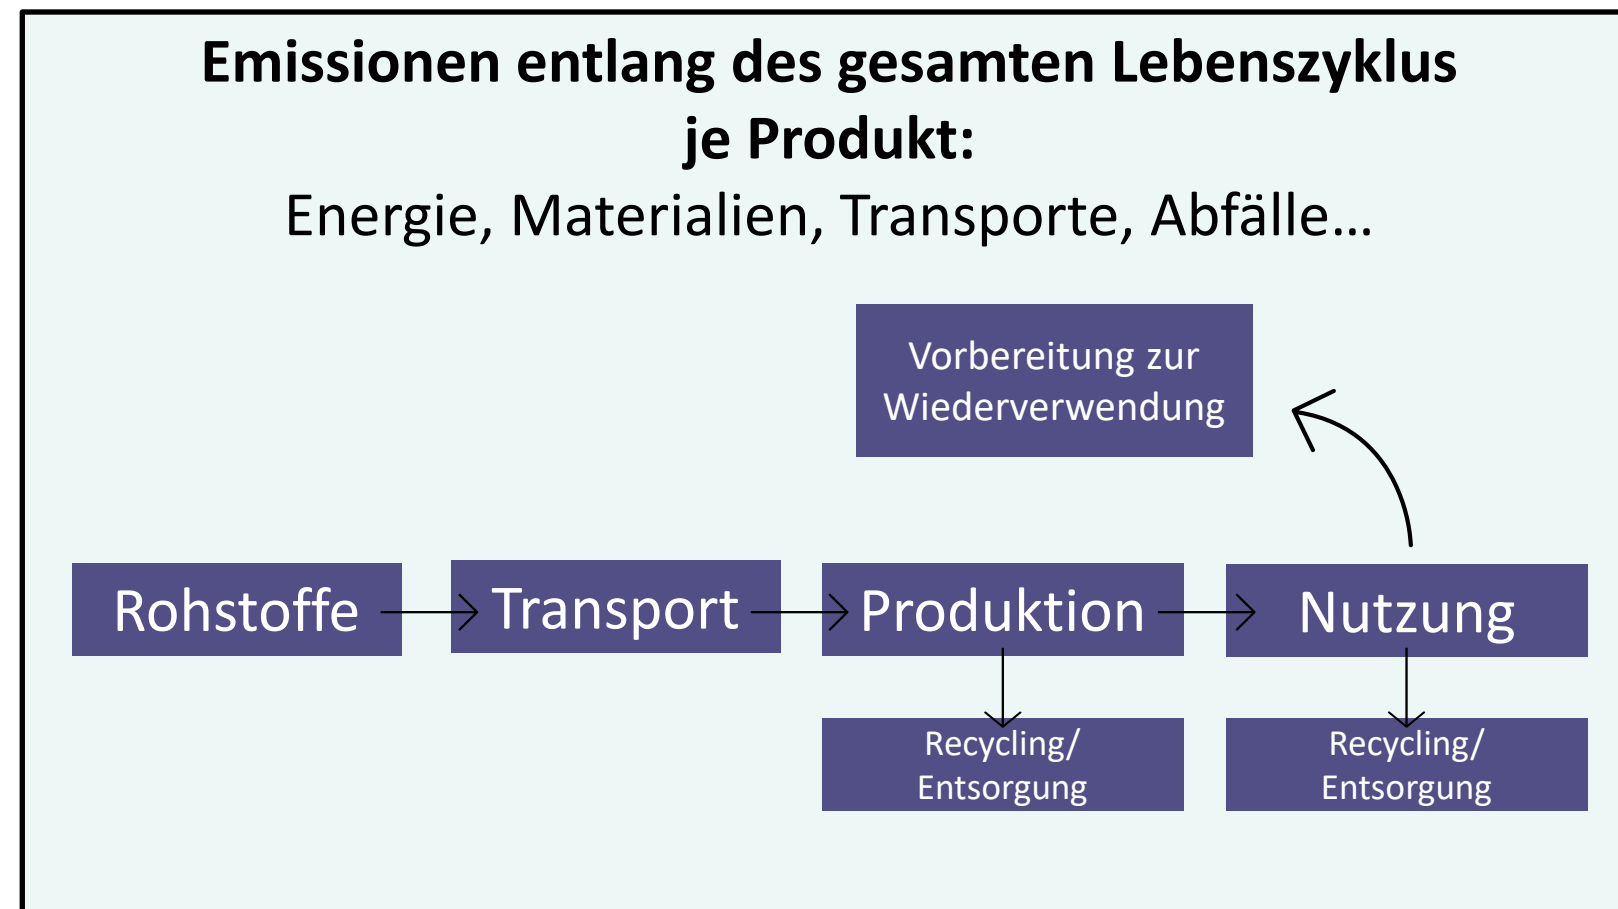 Emissionen entlang des gesamten Lebenszyklus
je Produkt:
Energie, Materialien, Transporte, Abfälle…
Vorbereitung zur
Wiederverwendung
Rohstoffe
Transport
Produktion
Nutzung
Recycling/
Entsorgung
Recycling/
Entsorgung